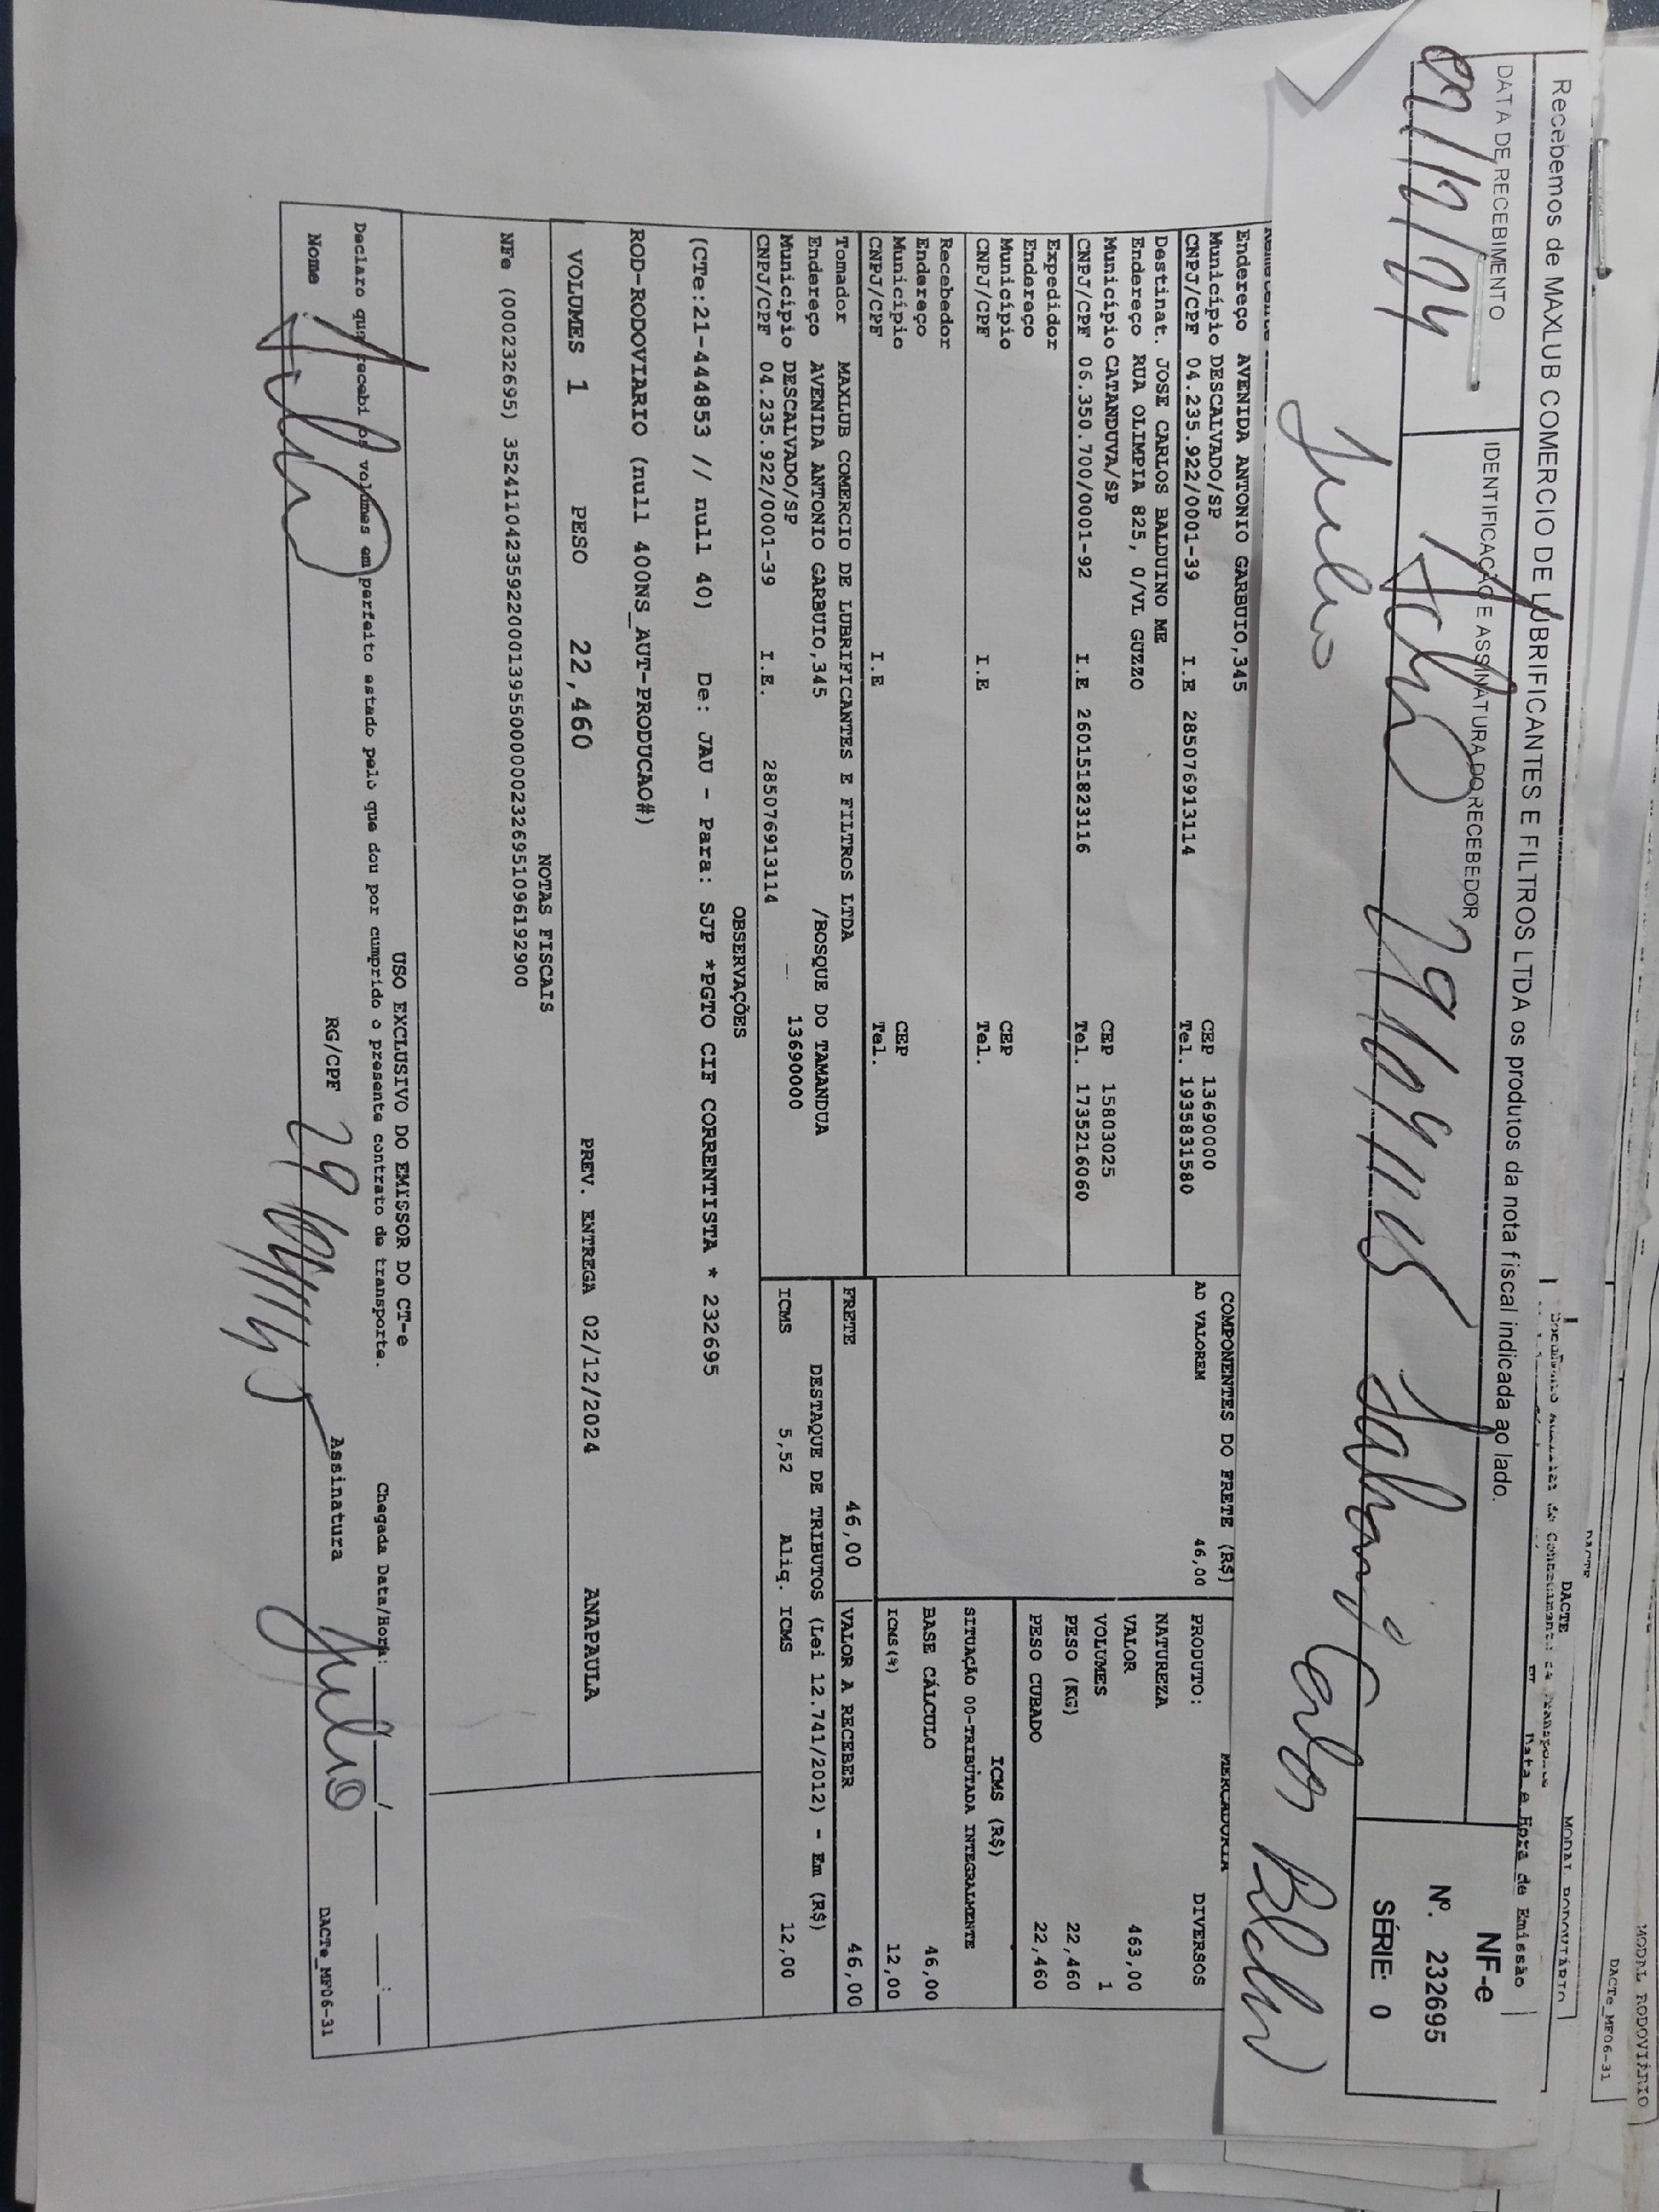 MODAL RODOVIÁRIO
DACTe_MF06-31
DACTE
DACTE
MODAL RODOVIÁRIO
Data e Hora de Emissão
Recebemos de MAXLUB COMERCIO DE LUBRIFICANTES E FILTROS LTDA os produtos da nota fiscal indicada ao lado.
DATA DE RECEBIMENTO
IDENTIFICAÇÃO E ASSINATURA DO RECEBEDOR
NF-e
Nº. 232695
SÉRIE: 0
Julio
Endereço AVENIDA ANTONIO GARBUIO,345
Município DESCALVADO/SP CEP 13690000
CNPJ/CPF 04.235.922/0001-39 I.E 285076913114 Tel. 1935831580
Destinat. JOSE CARLOS BALDUINO ME
Endereço RUA OLIMPIA 825, 0/VL GUZZO
Município CATANDUVA/SP CEP 15803025
CNPJ/CPF 06.350.700/0001-92 I.E 260151823116 Tel. 1735216060
Expedidor
Endereço
Município CEP
CNPJ/CPF I.E Tel.
Recebedor
Endereço
Município CEP
CNPJ/CPF I.E Tel.
Tomador MAXLUB COMERCIO DE LUBRIFICANTES E FILTROS LTDA
Endereço AVENIDA ANTONIO GARBUIO,345 /BOSQUE DO TAMANDUA
Município DESCALVADO/SP 13690000
CNPJ/CPF 04.235.922/0001-39 I.E. 285076913114
COMPONENTES DO FRETE (R$)
AD VALOREM 46,00
MERCADORIA
PRODUTO: DIVERSOS
NATUREZA
VALOR 463,00
VOLUMES 1
PESO (KG) 22,460
PESO CUBADO 22,460
ICMS (R$)
SITUAÇÃO 00-TRIBUTADA INTEGRALMENTE
BASE CÁLCULO 46,00
ICMS(%) 12,00
FRETE 46,00 VALOR A RECEBER 46,00
DESTAQUE DE TRIBUTOS (Lei 12.741/2012) - Em (R$)
ICMS 5,52 Aliq. ICMS 12,00
OBSERVAÇÕES
(CTe:21-444853 // null 40) De: JAU - Para: SJP *PGTO CIF CORRENTISTA * 232695
ROD-RODOVIARIO (null 400NS_AUT-PRODUCAO#)
VOLUMES 1 PESO 22,460 PREV. ENTREGA 02/12/2024 ANAPAULA
NOTAS FISCAIS
NFe (000232695) 35241104235922000139550000002326951096192900
USO EXCLUSIVO DO EMISSOR DO CT-e
Declaro que recebi os volumes em perfeito estado pelo que dou por cumprido o presente contrato de transporte. Chegada Data/Hora: / / :
Nome RG/CPF Assinatura Julio
DACTe_MF06-31